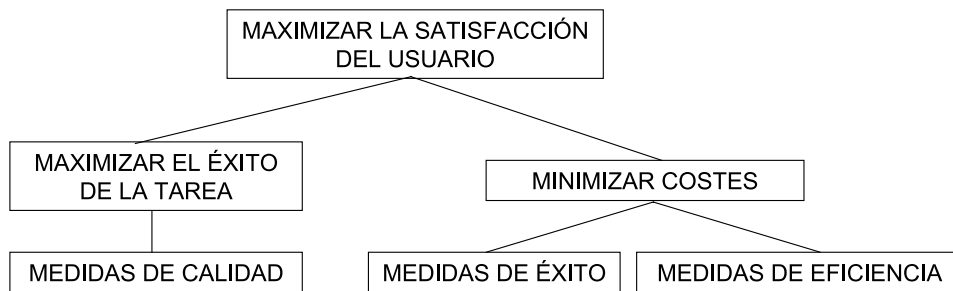 MAXIMIZAR LA SATISFACCIÓN
DEL USUARIO
MAXIMIZAR EL ÉXITO
DE LA TAREA
MINIMIZAR COSTES
MEDIDAS DE CALIDAD
MEDIDAS DE ÉXITO
MEDIDAS DE EFICIENCIA